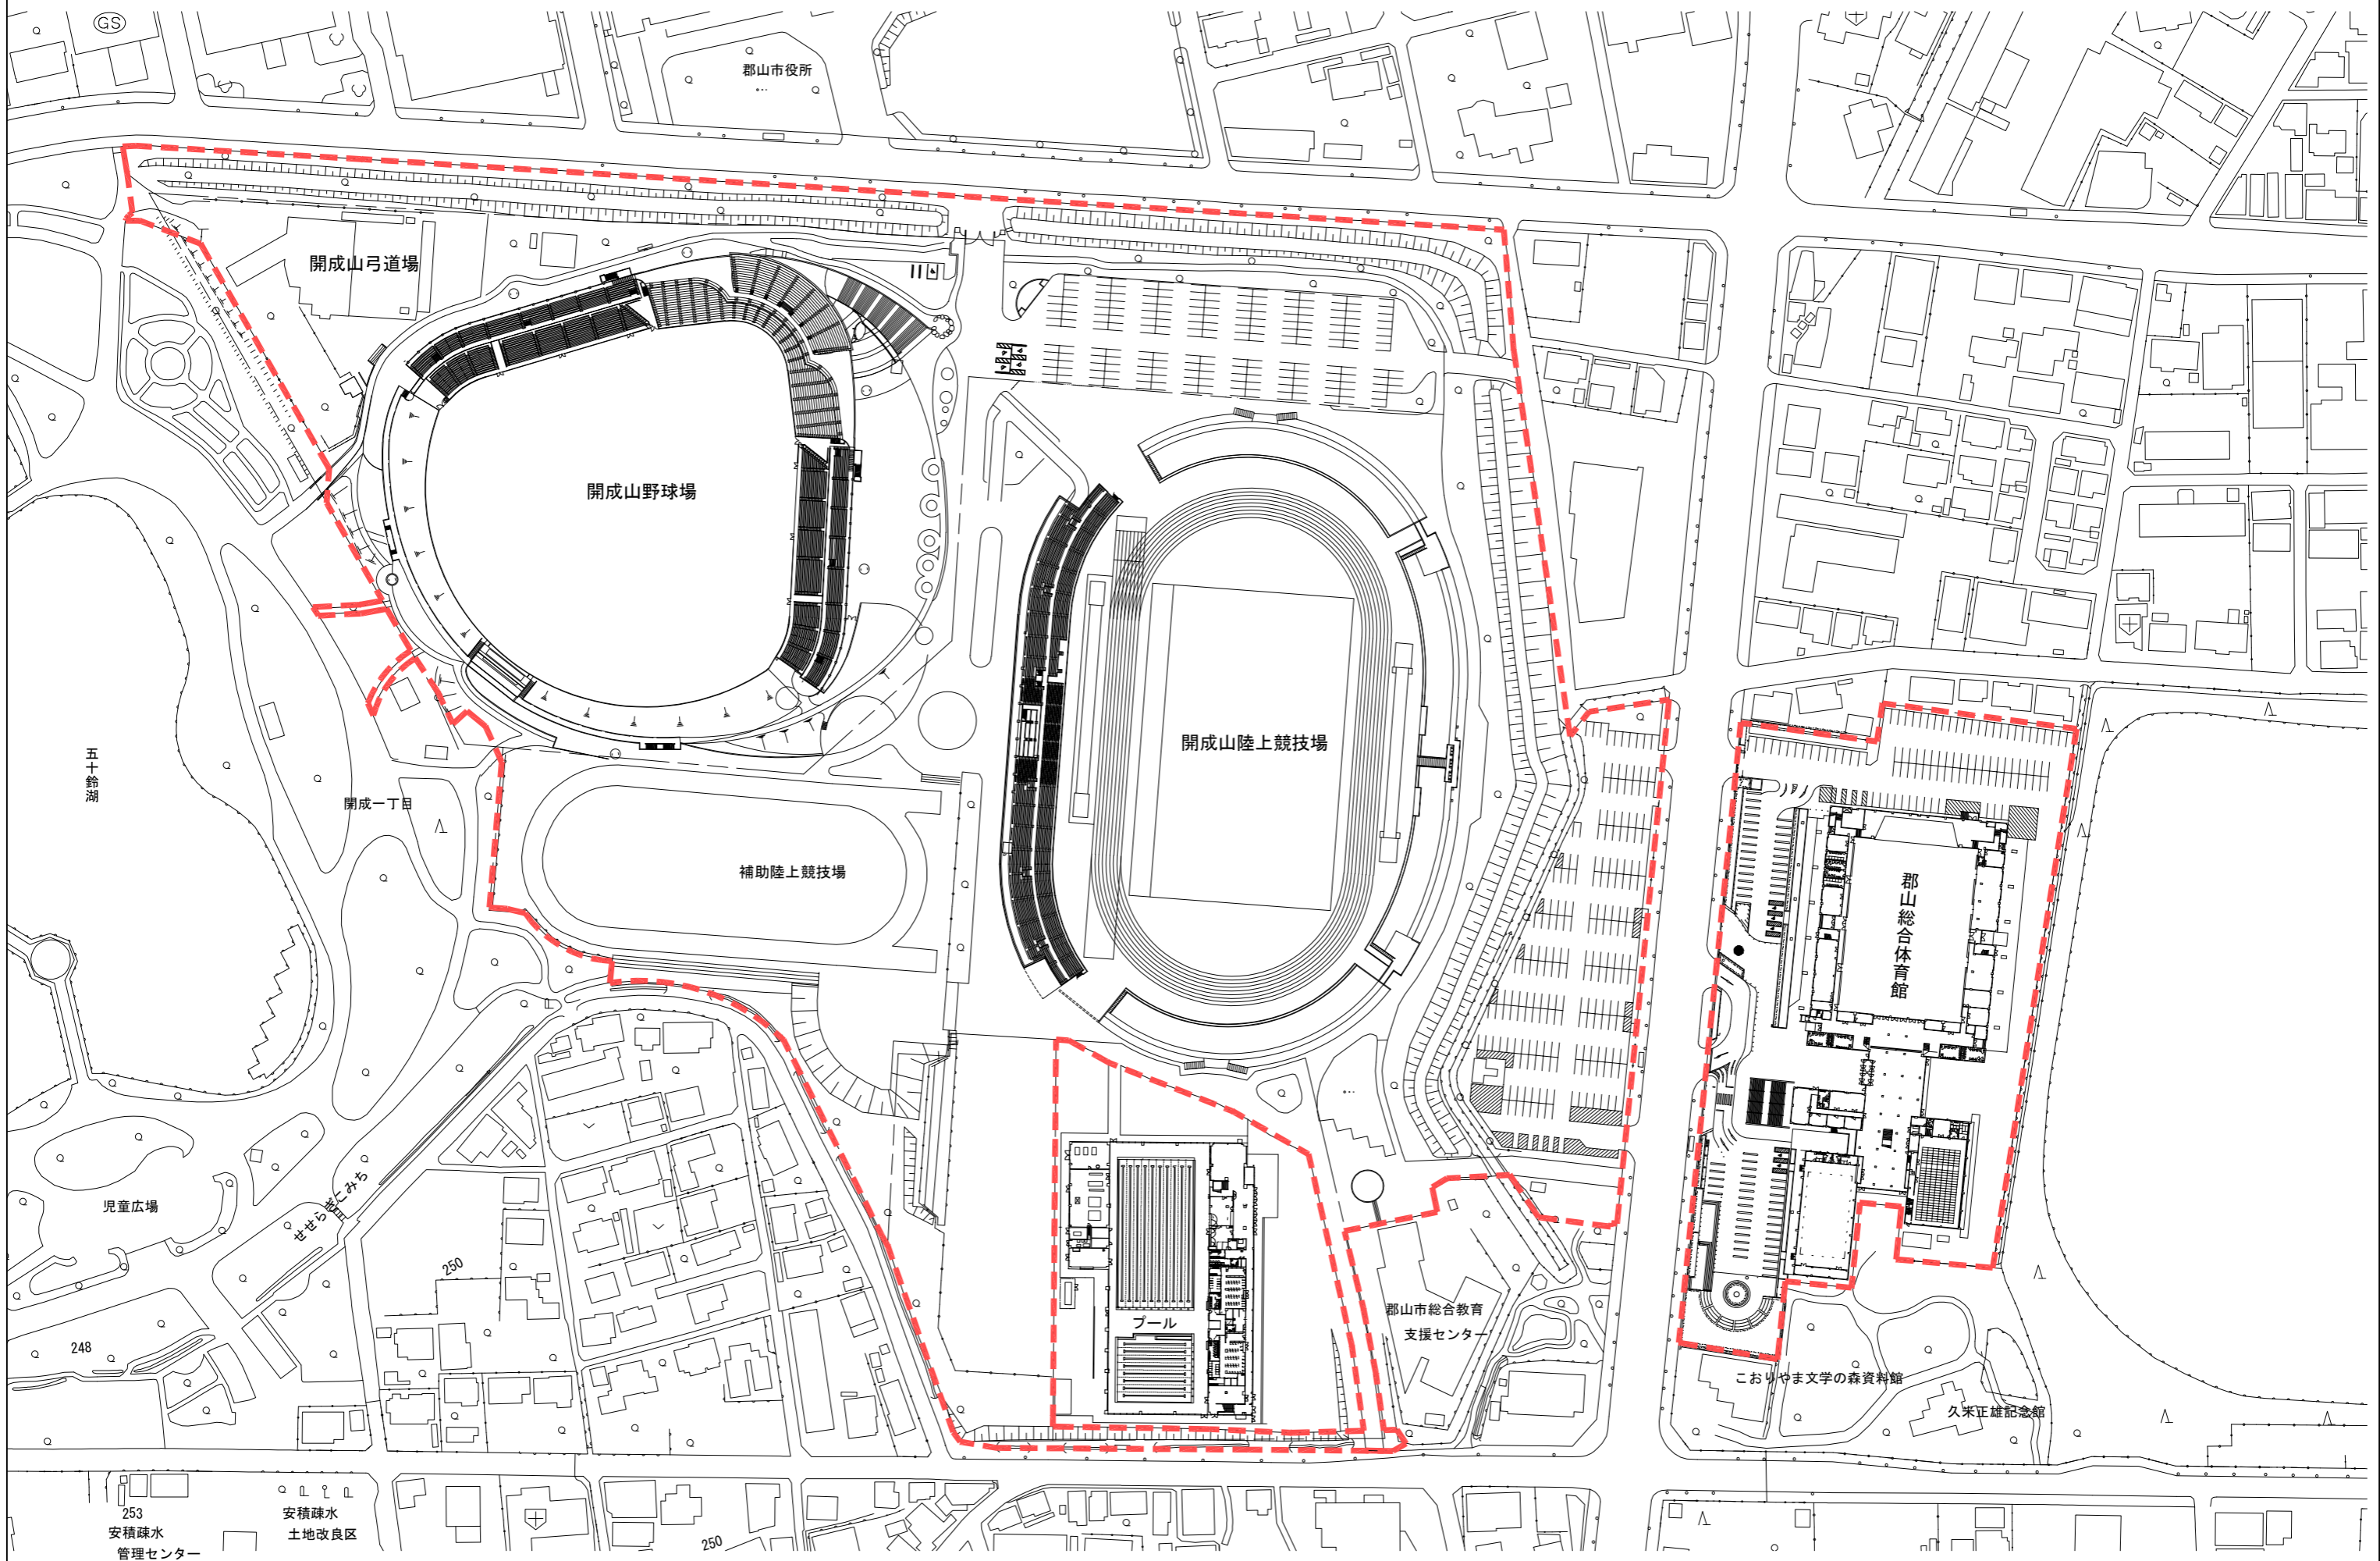 GS
郡山市役所
開成山弓道場
開成山野球場
開成山陸上競技場
五十鈴湖
開成一丁目
補助陸上競技場
郡山総合体育館
児童広場
せせらぎこみち
250
248
プール
郡山市総合教育
支援センター
こおりやま文学の森資料館
久米正雄記念館
253
安積疎水
管理センター
安積疎水
土地改良区
250